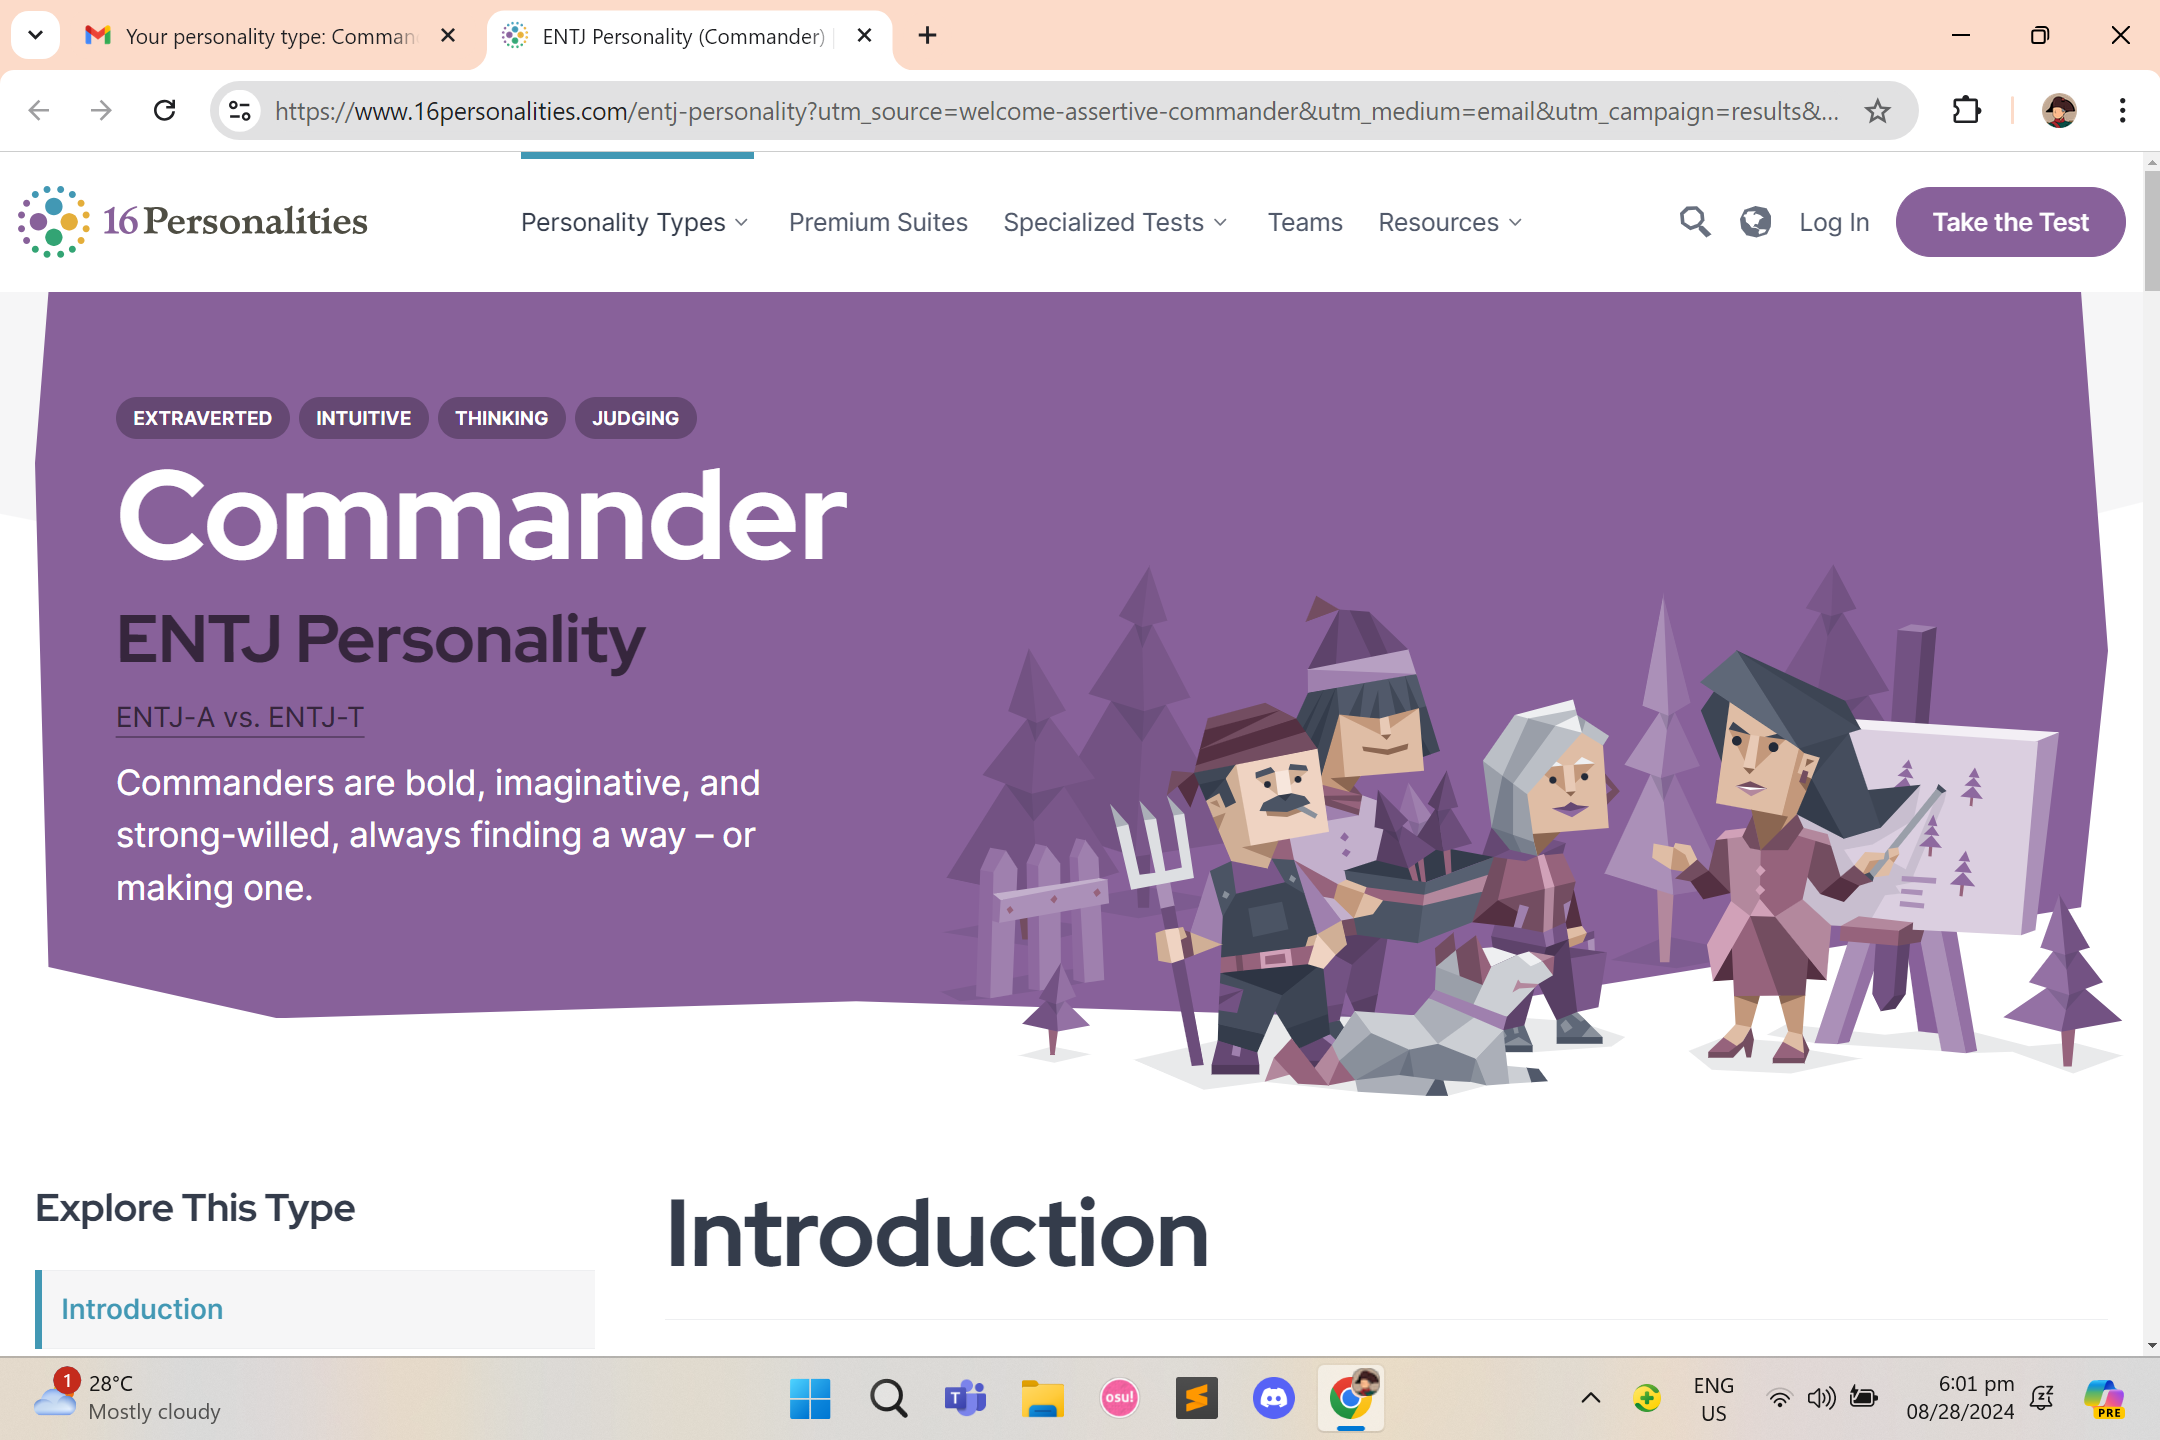 Your personality type: Comman
ENTJ Personality (Commander)
https://www.16personalities.com/entj-personality?utm_source=welcome-assertive-commander&utm_medium=email&utm_campaign=results&...
16Personalities
Personality Types
Premium Suites
Specialized Tests
Teams
Resources
Log In
Take the Test
EXTRAVERTED
INTUITIVE
THINKING
JUDGING
Commander
ENTJ Personality
ENTJ-A vs. ENTJ-T
Commanders are bold, imaginative, and
strong-willed, always finding a way – or
making one.
Explore This Type
Introduction
Introduction
1
28°C
Mostly cloudy
T
osu!
ENG
US
6:01 pm
08/28/2024
PRE